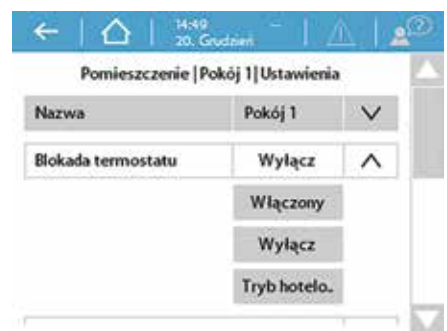 14:49
20. Grudzień
Pomieszczenie | Pokój 1 | Ustawienia
Nazwa Pokój 1
Blokada termostatu Wyłącz
Włączony
Wyłącz
Tryb hotelo..